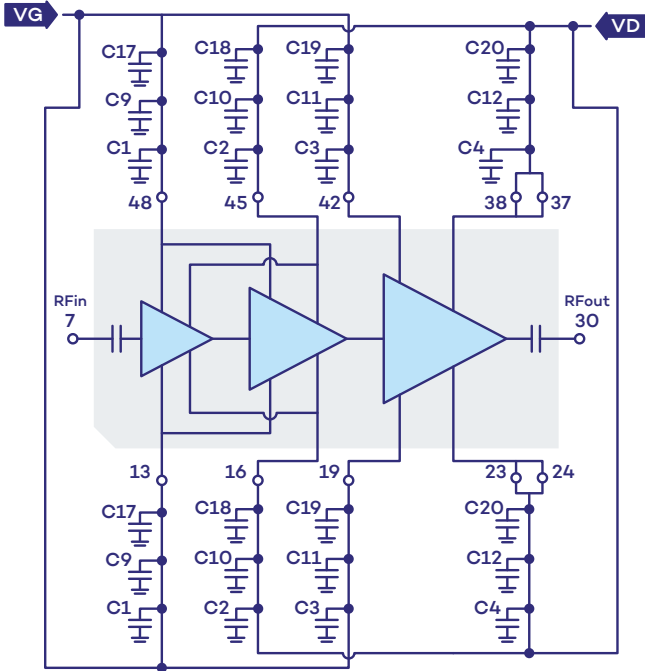 VG
VD
C17 C18 C19 C20
C9 C10 C11 C12
C1 C2 C3 C4
48 45 42 38 37
RFin RFout
7 30
13 16 19 23 24
C17 C18 C19 C20
C9 C10 C11 C12
C1 C2 C3 C4